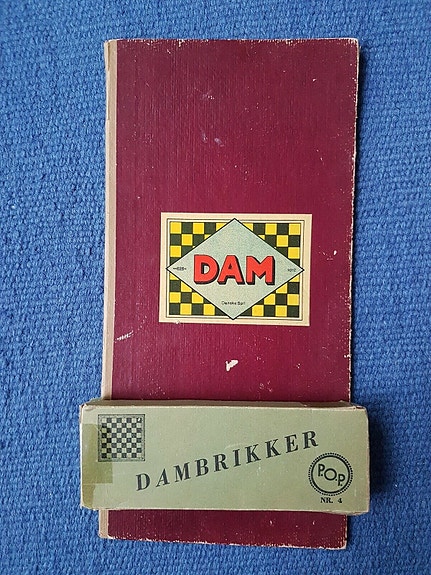 DAM
Danske Spil
DAMBRIKKER
P.O.P.
NR. 4